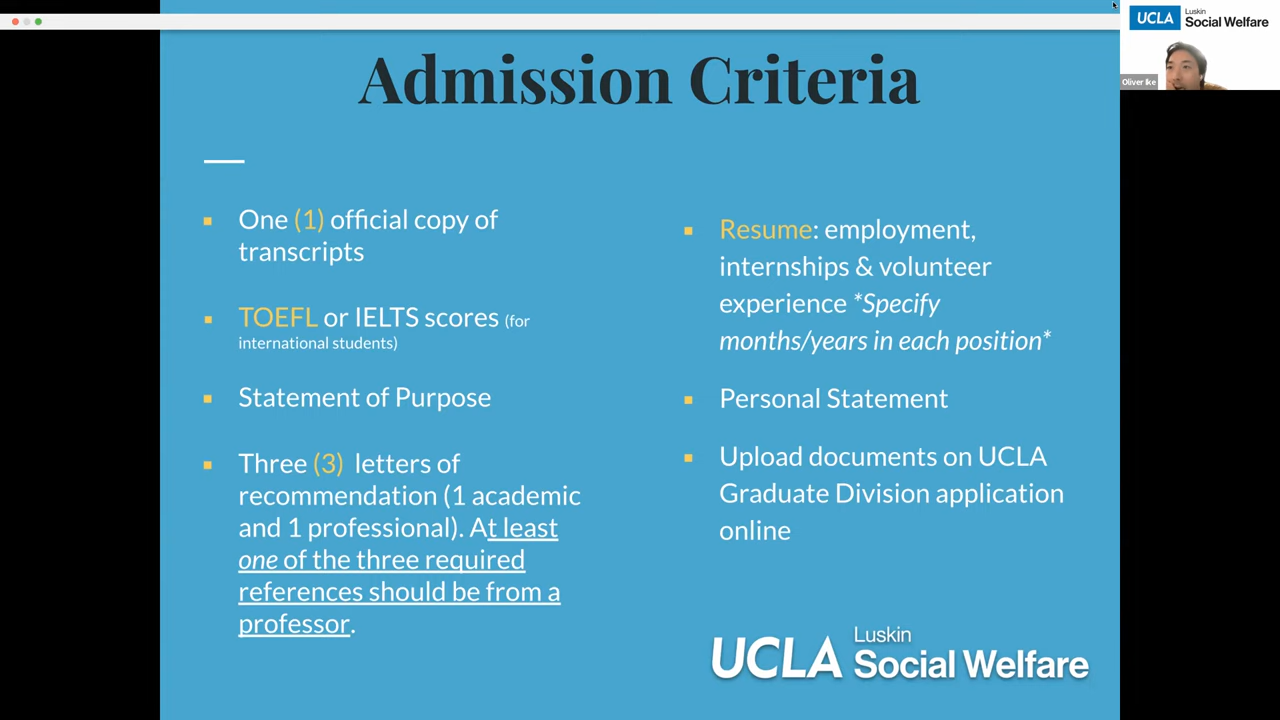 Admission Criteria
One (1) official copy of
transcripts
TOEFL or IELTS scores (for
international students)
Statement of Purpose
Three (3) letters of
recommendation (1 academic
and 1 professional). At least
one of the three required
references should be from a
professor.
Resume: employment,
internships & volunteer
experience *Specify
months/years in each position*
Personal Statement
Upload documents on UCLA
Graduate Division application
online
UCLA Luskin
Social Welfare
UCLA Luskin
Social Welfare
Oliver Ike